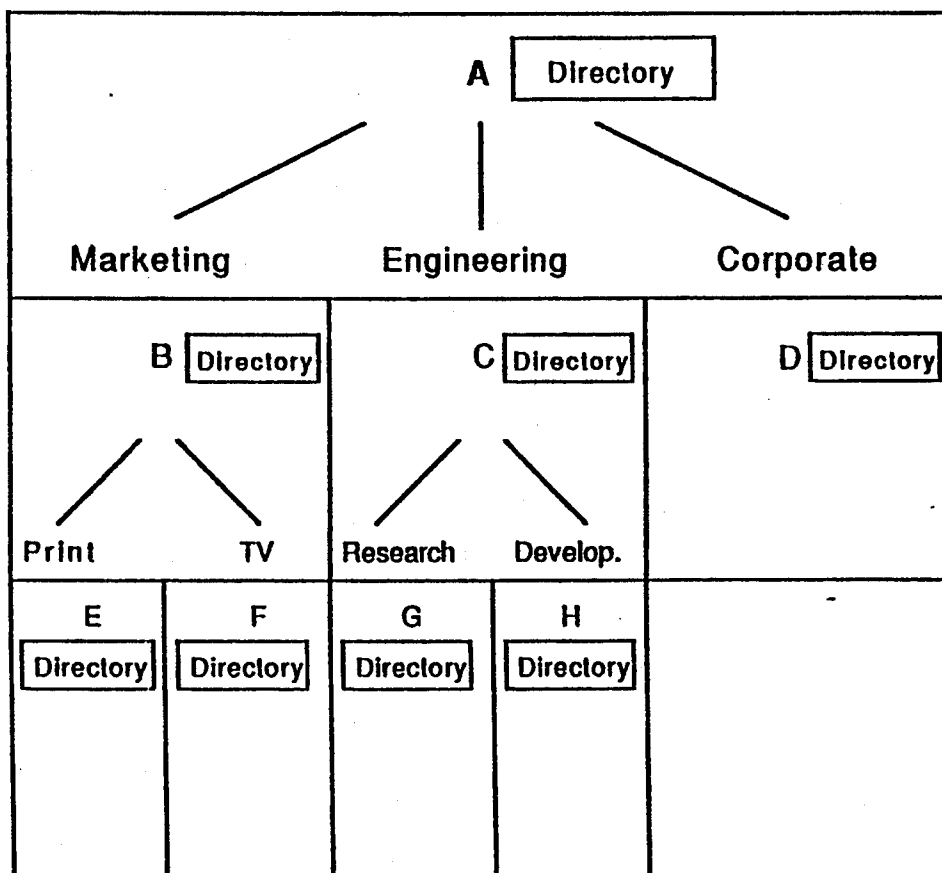 A Directory
Marketing Engineering Corporate
B Directory C Directory D Directory
Print TV Research Develop.
E F G H
Directory Directory Directory Directory